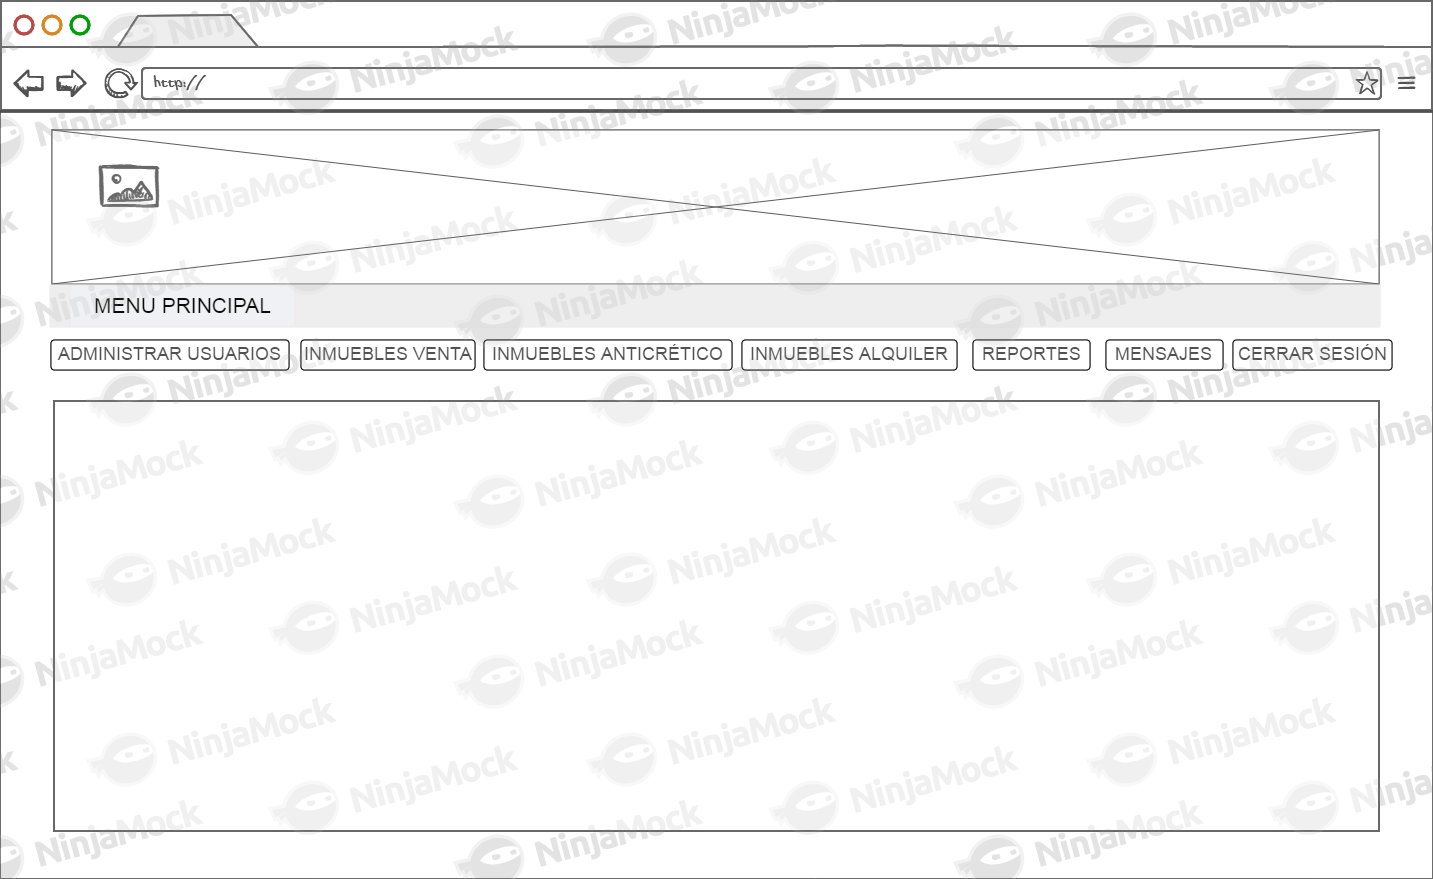 http://
MENU PRINCIPAL
ADMINISTRAR USUARIOS
INMUEBLES VENTA
INMUEBLES ANTICRÉTICO
INMUEBLES ALQUILER
REPORTES
MENSAJES
CERRAR SESIÓN
NinjaMock